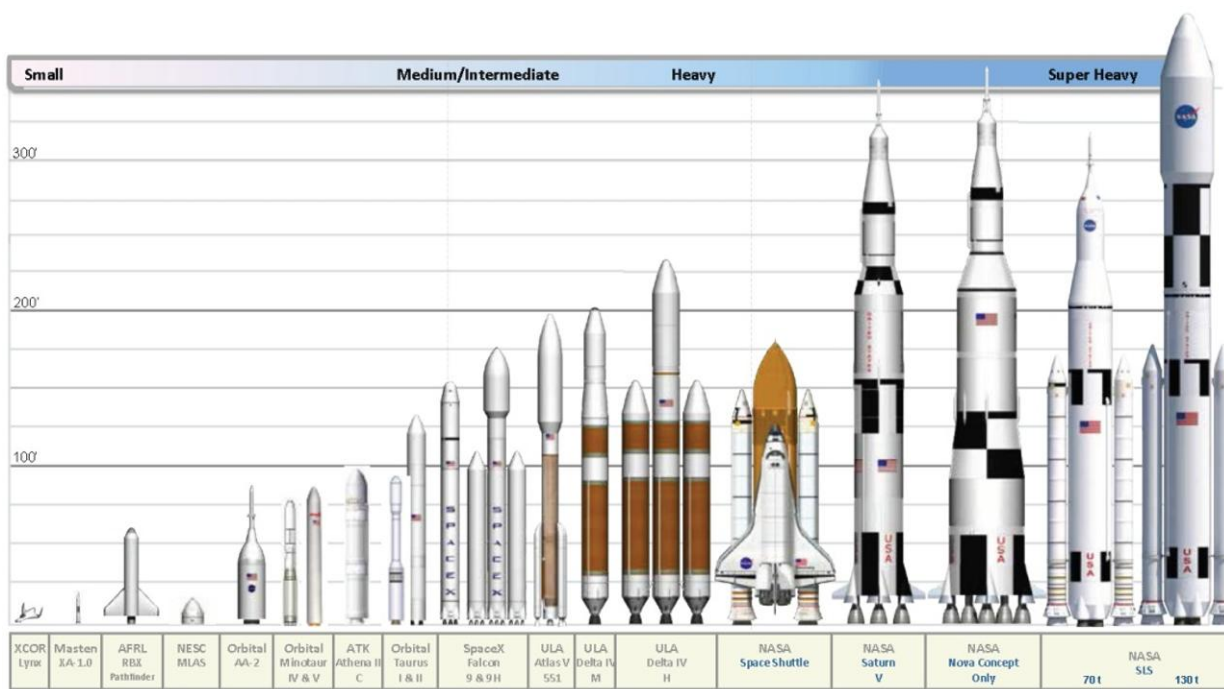 Small Medium/Intermediate Heavy Super Heavy
300'
200'
100'
SPACEX
SPACEX
USA
USA
USA
USA
USA
NASA
XCOR
Lynx
Masten
XA-1.0
AFRL
RBX
Pathfinder
NESC
MLAS
Orbital
AA-2
Orbital
Minotaur
IV & V
ATK
Athena II
C
Orbital
Taurus
I & II
SpaceX
Falcon
9 & 9H
ULA
Atlas V
551
ULA
Delta IV
M
ULA
Delta IV
H
NASA
Space Shuttle
NASA
Saturn
V
NASA
Nova Concept
Only
NASA
SLS
70 t 130 t